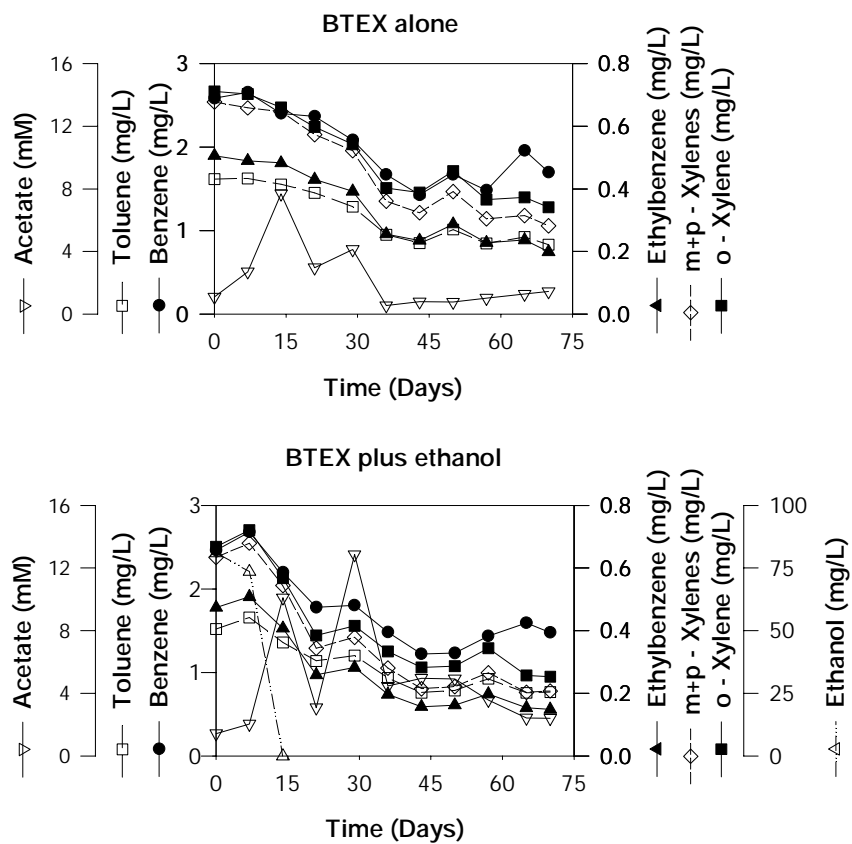 BTEX alone
16
12
8
4
0
Acetate (mM)
Toluene (mg/L)
Benzene (mg/L)
3
2
1
0
0.8
0.6
0.4
0.2
0.0
Ethylbenzene (mg/L)
m+p - Xylenes (mg/L)
o - Xylene (mg/L)
0 15 30 45 60 75
Time (Days)
BTEX plus ethanol
16
12
8
4
0
Acetate (mM)
Toluene (mg/L)
Benzene (mg/L)
3
2
1
0
0.8
0.6
0.4
0.2
0.0
Ethylbenzene (mg/L)
m+p - Xylenes (mg/L)
o - Xylene (mg/L)
100
75
50
25
0
Ethanol (mg/L)
0 15 30 45 60 75
Time (Days)